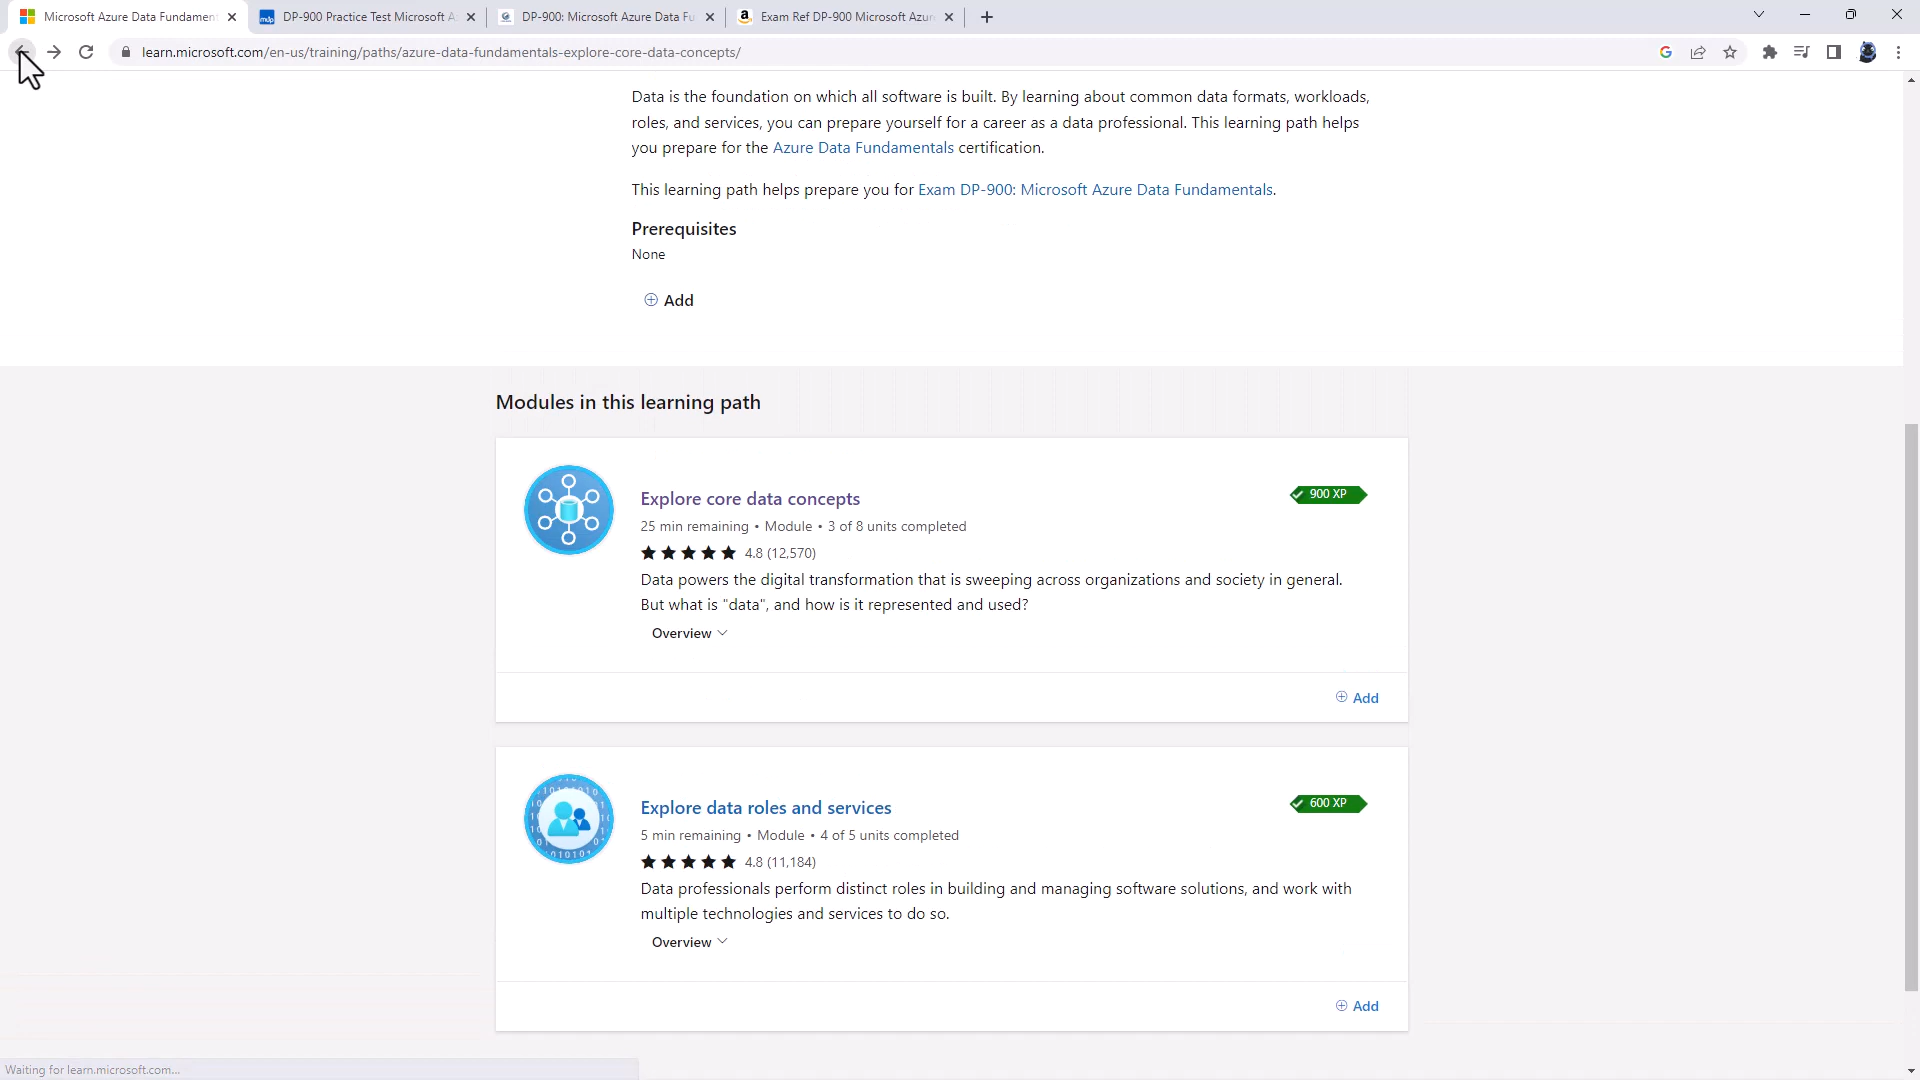 Microsoft Azure Data Fundamen
DP-900 Practice Test Microsoft A
DP-900: Microsoft Azure Data Fu
Exam Ref DP-900 Microsoft Azur
learn.microsoft.com/en-us/training/paths/azure-data-fundamentals-explore-core-data-concepts/
Data is the foundation on which all software is built. By learning about common data formats, workloads,
roles, and services, you can prepare yourself for a career as a data professional. This learning path helps
you prepare for the Azure Data Fundamentals certification.
This learning path helps prepare you for Exam DP-900: Microsoft Azure Data Fundamentals.
Prerequisites
None
Add
Modules in this learning path
Explore core data concepts
900 XP
25 min remaining • Module • 3 of 8 units completed
4.8 (12,570)
Data powers the digital transformation that is sweeping across organizations and society in general.
But what is "data", and how is it represented and used?
Overview
Add
Explore data roles and services
600 XP
5 min remaining • Module • 4 of 5 units completed
4.8 (11,184)
Data professionals perform distinct roles in building and managing software solutions, and work with
multiple technologies and services to do so.
Overview
Add
Waiting for learn.microsoft.com...